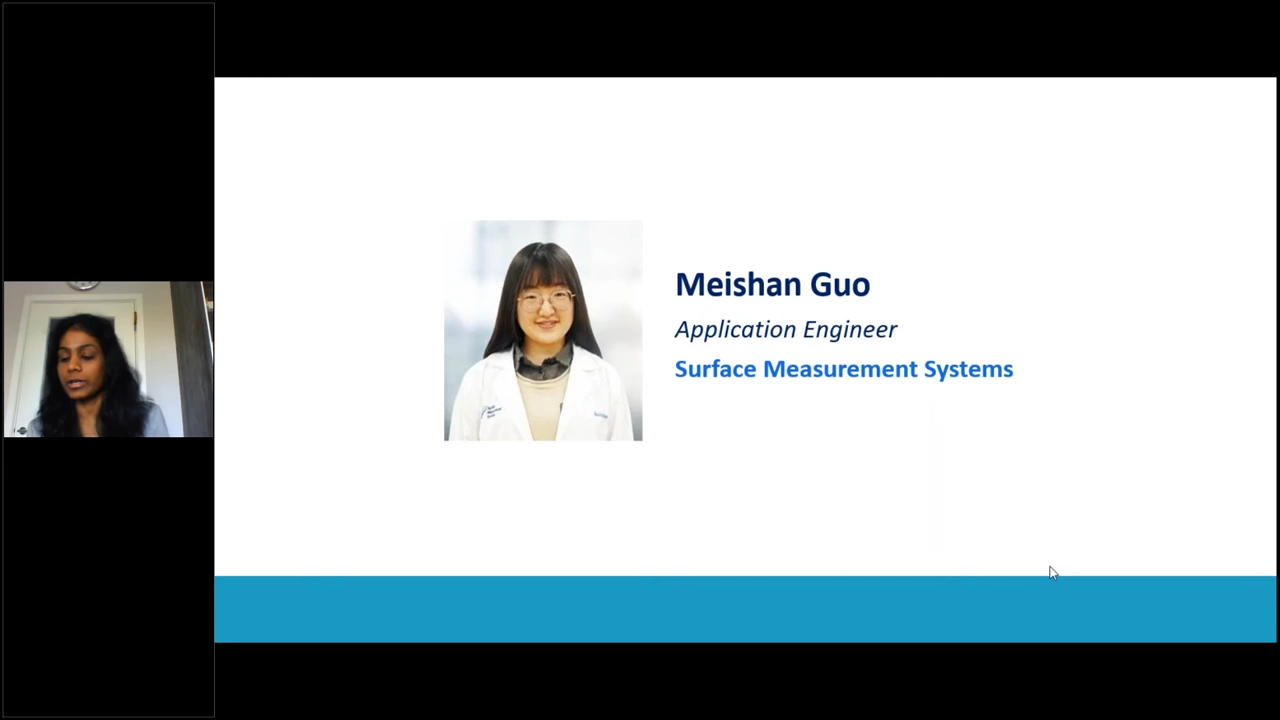 Meishan Guo
Application Engineer
Surface Measurement Systems